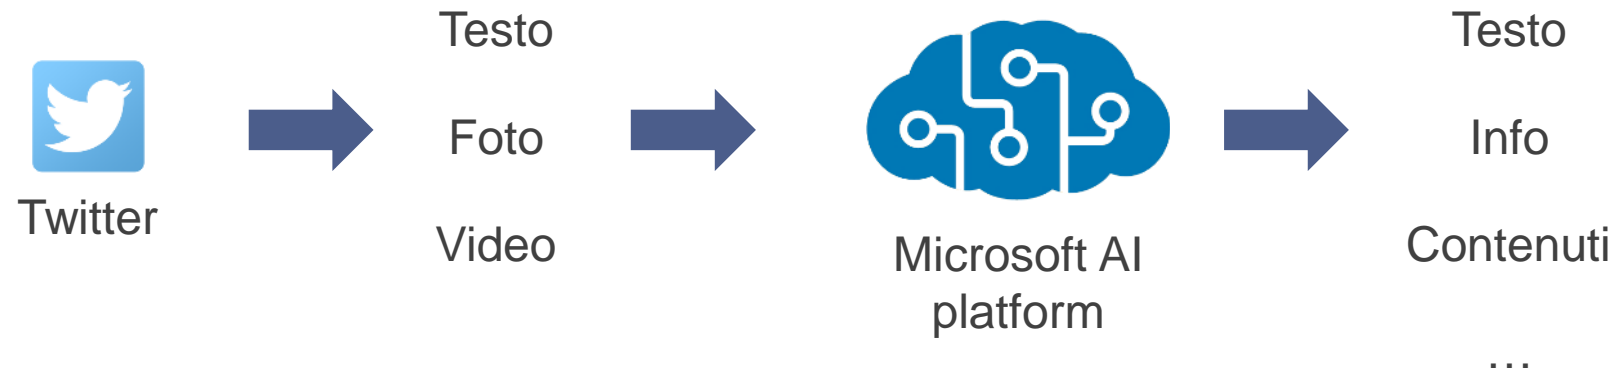 Twitter
Testo
Foto
Video
Microsoft AI
platform
Testo
Info
Contenuti
...